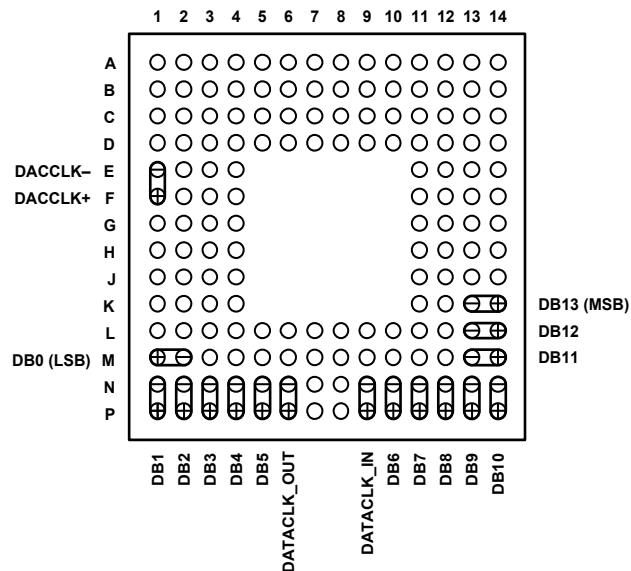 1 2 3 4 5 6 7 8 9 10 11 12 13 14
A
B
C
D
DACCLK– E
DACCLK+ F
G
H
J
K DB13 (MSB)
L DB12
DB0 (LSB) M DB11
N
P
DB1
DB2
DB3
DB4
DB5
DATACLK_OUT
DATACLK_IN
DB6
DB7
DB8
DB9
DB10